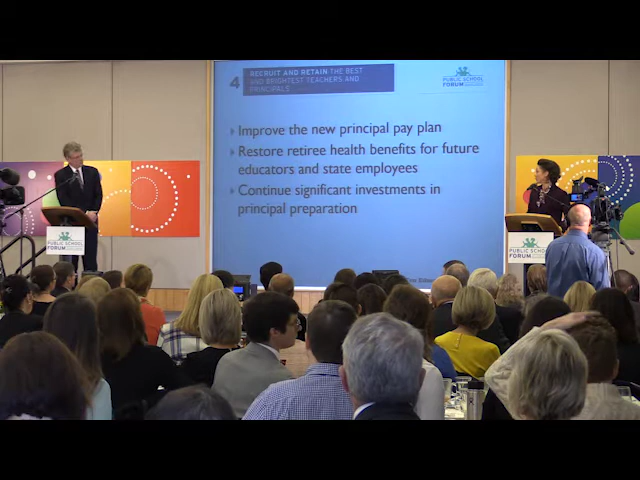 4
RECRUIT AND RETAIN THE BEST
AND BRIGHTEST TEACHERS AND
PRINCIPALS
PUBLIC SCHOOL
FORUM
Improve the new principal pay plan
Restore retiree health benefits for future
educators and state employees
Continue significant investments in
principal preparation
PUBLIC SCHOOL
FORUM
PUBLIC SCHOOL
FORUM